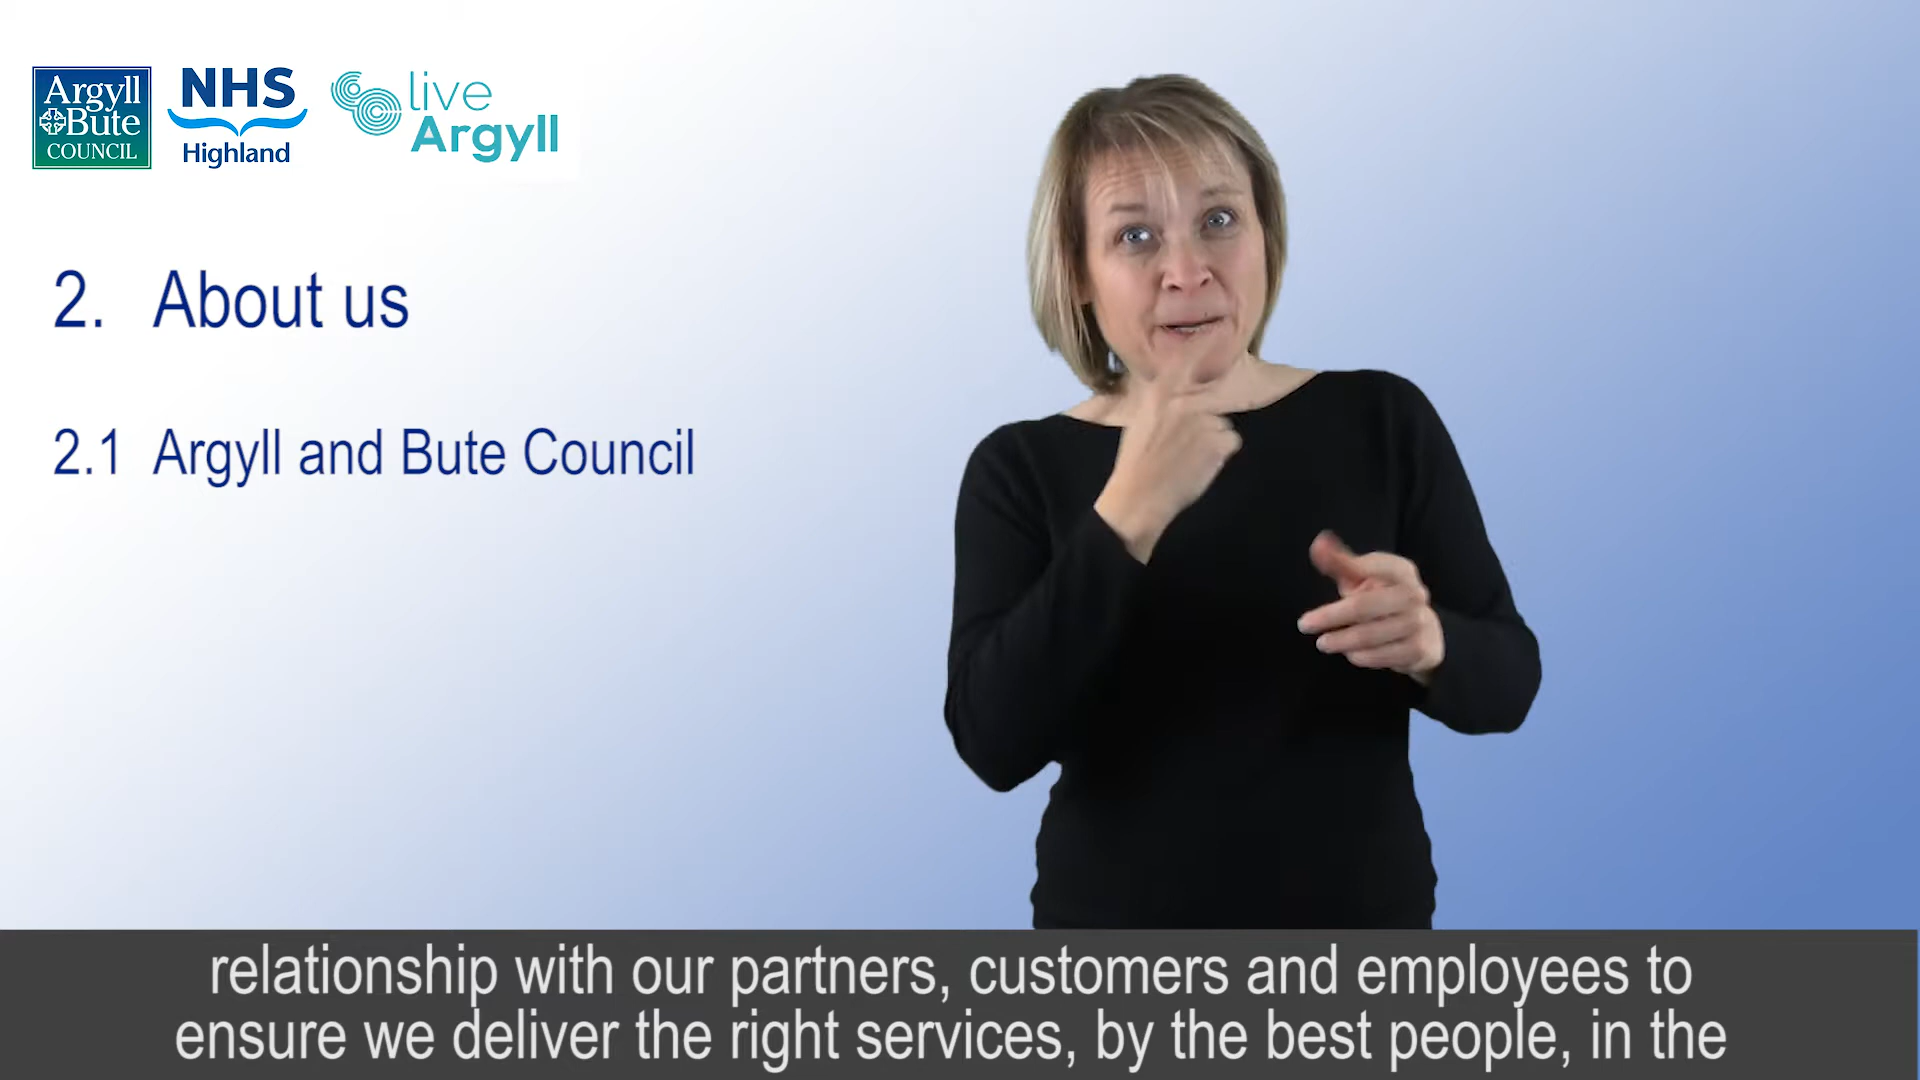 Argyll
&Bute
COUNCIL
NHS
Highland
live
Argyll
2. About us
2.1 Argyll and Bute Council
relationship with our partners, customers and employees to
ensure we deliver the right services, by the best people, in the